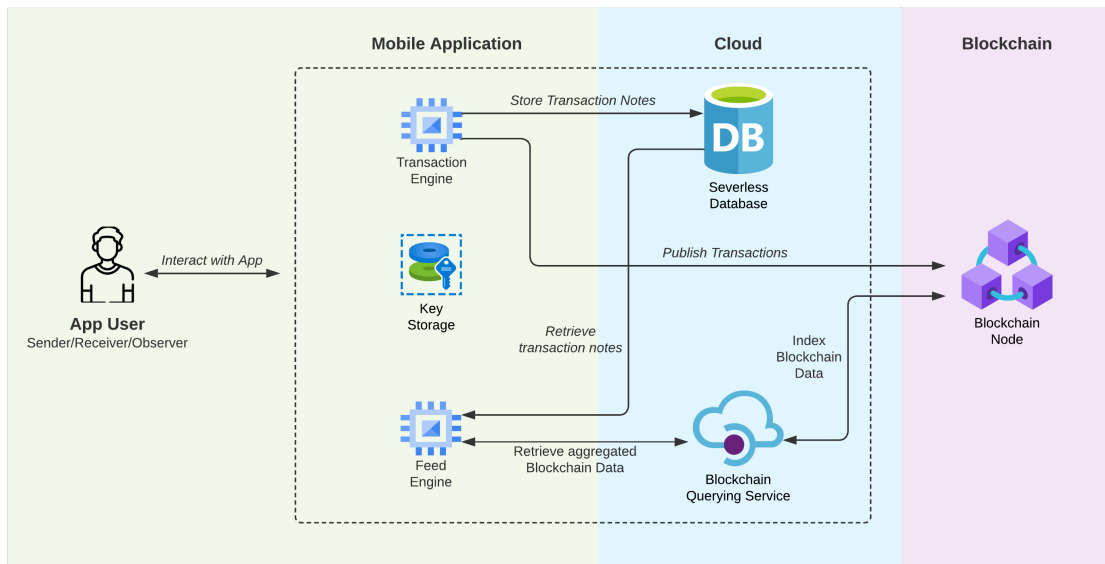 Mobile Application
Cloud
Blockchain
Store Transaction Notes
DB
Transaction
Engine
Severless
Database
Interact with App
Publish Transactions
App User
Sender/Receiver/Observer
Key
Storage
Blockchain
Node
Retrieve
transaction notes
Index
Blockchain
Data
Retrieve aggregated
Blockchain Data
Feed
Engine
Blockchain
Querying Service